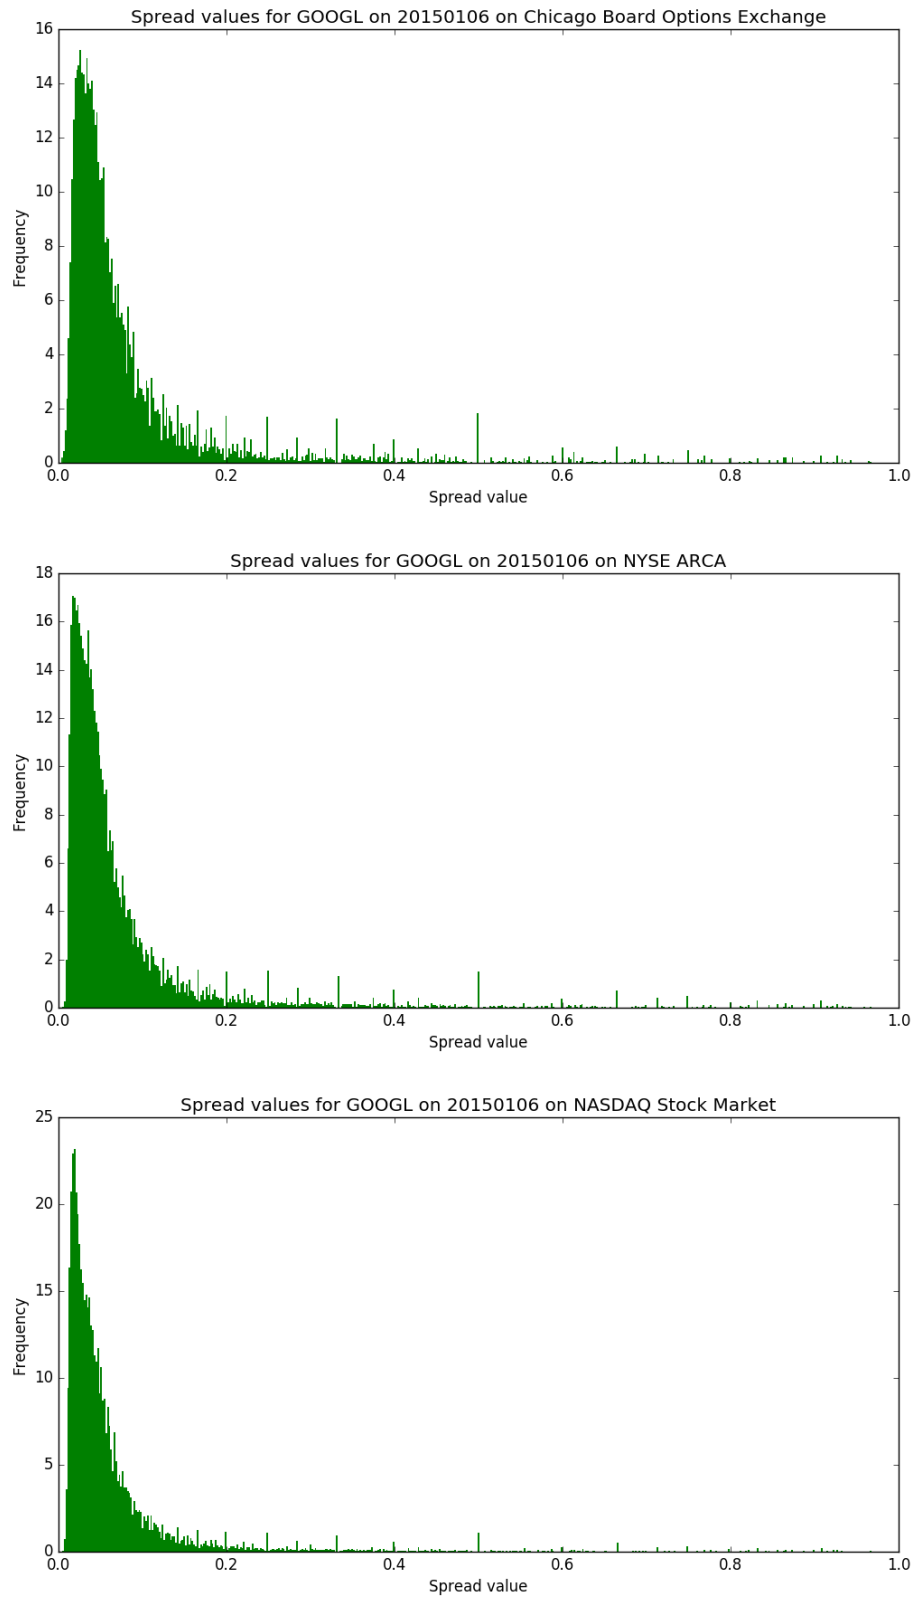 Spread values for GOOGL on 20150106 on Chicago Board Options Exchange
16
14
12
10
8
6
4
2
0
Frequency
0.0 0.2 0.4 0.6 0.8 1.0
Spread value
Spread values for GOOGL on 20150106 on NYSE ARCA
18
16
14
12
10
8
6
4
2
0
Frequency
0.0 0.2 0.4 0.6 0.8 1.0
Spread value
Spread values for GOOGL on 20150106 on NASDAQ Stock Market
25
20
15
10
5
0
Frequency
0.0 0.2 0.4 0.6 0.8 1.0
Spread value